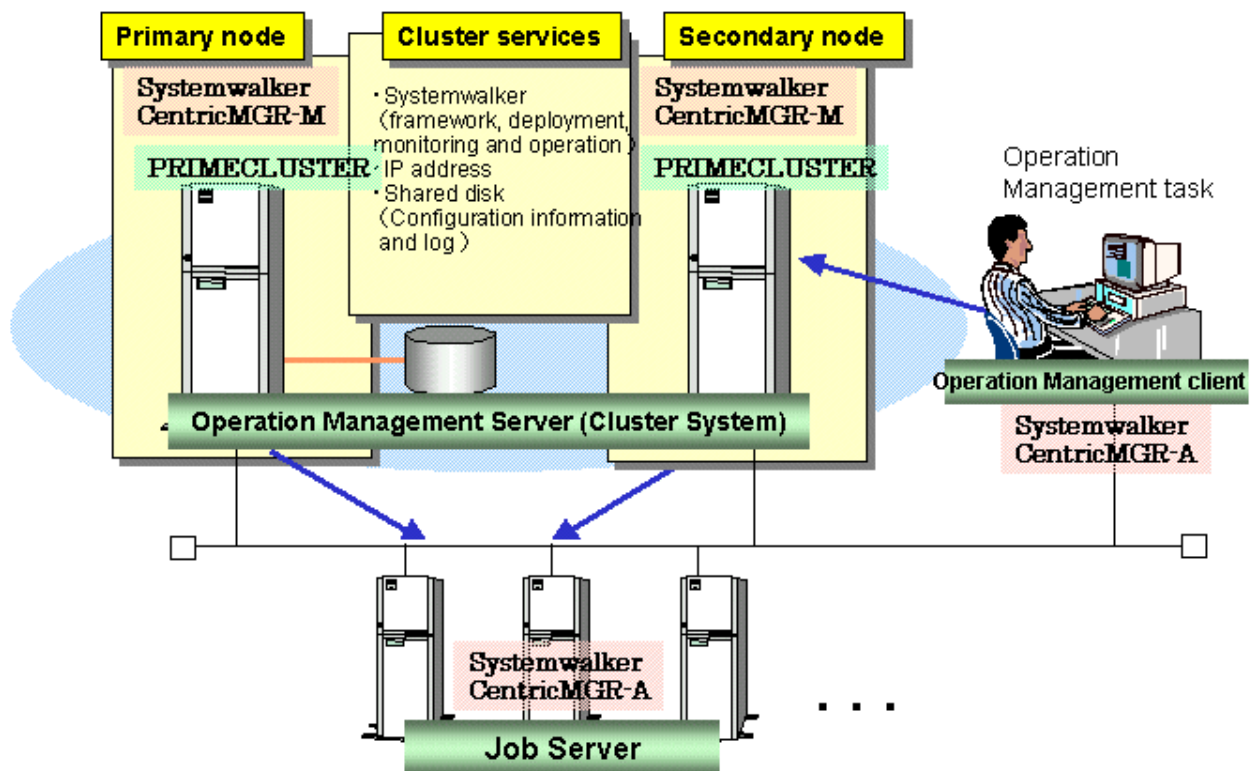 Primary node
Cluster services
Secondary node
Systemwalker
CentricMGR-M
PRIMECLUSTER
・Systemwalker
（framework, deployment,
monitoring and operation）
・IP address
・Shared disk
（Configuration information
and log）
Systemwalker
CentricMGR-M
PRIMECLUSTER
Operation
Management task
Operation Management client
Systemwalker
CentricMGR-A
Operation Management Server (Cluster System)
Systemwalker
CentricMGR-A
. . .
Job Server